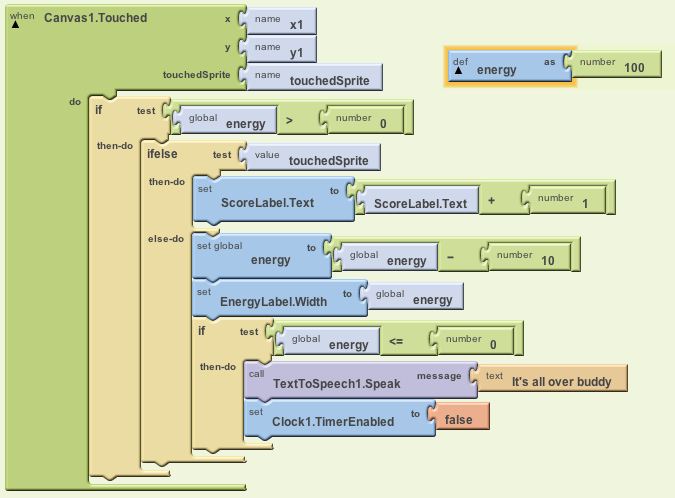 when Canvas1.Touched x name x1
y name y1
touchedSprite name touchedSprite
def energy as number 100
do if test global energy > number 0
then-do ifelse test value touchedSprite
then-do set ScoreLabel.Text to ScoreLabel.Text + number 1
else-do set global energy to global energy - number 10
set EnergyLabel.Width to global energy
if test global energy <= number 0
then-do call TextToSpeech1.Speak message text It's all over buddy
set Clock1.TimerEnabled to false